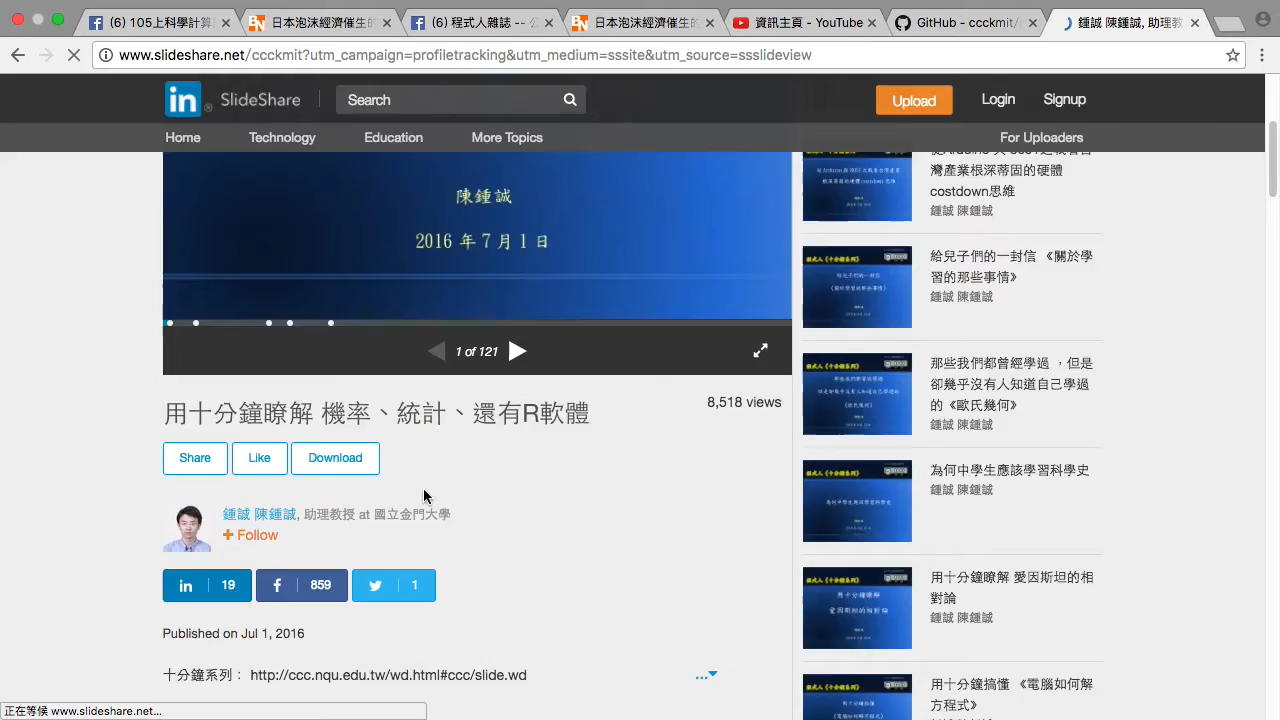 (6) 105上科學計算
日本泡沫經濟催生的
(6) 程式人雜誌 -- 公
日本泡沫經濟催生的
資訊主頁 - YouTube
GitHub - ccckmit/
鍾誠 陳鍾誠, 助理教
www.slideshare.net/ccckmit?utm_campaign=profiletracking&utm_medium=sssite&utm_source=ssslideview
in SlideShare
Search
Upload
Login
Signup
Home
Technology
Education
More Topics
For Uploaders
陳鍾誠
2016 年 7 月 1 日
1 of 121
用十分鐘瞭解 機率、統計、還有R軟體
8,518 views
Share
Like
Download
鍾誠 陳鍾誠, 助理教授 at 國立金門大學
+ Follow
in 19
f 859
1
Published on Jul 1, 2016
十分鐘系列： http://ccc.nqu.edu.tw/wd.html#ccc/slide.wd
...
灣產業根深蒂固的硬體
costdown思維
鍾誠 陳鍾誠
給兒子們的一封信 《關於學
習的那些事情》
鍾誠 陳鍾誠
那些我們都曾經學過 ，但是
卻幾乎沒有人知道自己學過
的《歐氏幾何》
鍾誠 陳鍾誠
為何中學生應該學習科學史
鍾誠 陳鍾誠
用十分鐘瞭解 愛因斯坦的相
對論
鍾誠 陳鍾誠
用十分鐘搞懂 《電腦如何解
方程式》
正在等候 www.slideshare.net...